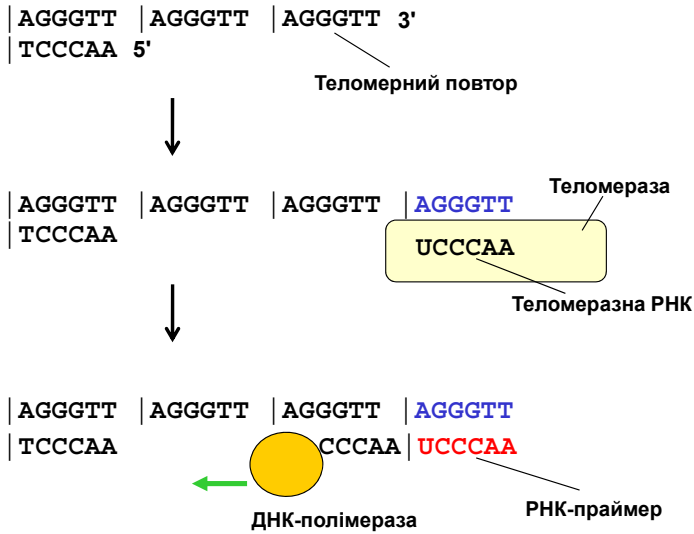 |AGGGTT |AGGGTT |AGGGTT 3'
|TCCCAA 5'
Теломерний повтор
Теломераза
|AGGGTT |AGGGTT |AGGGTT |AGGGTT
|TCCCAA
UCCCAA
Теломеразна РНК
|AGGGTT |AGGGTT |AGGGTT |AGGGTT
|TCCCAA CCCAA|UCCCAA
РНК-праймер
ДНК-полімераза